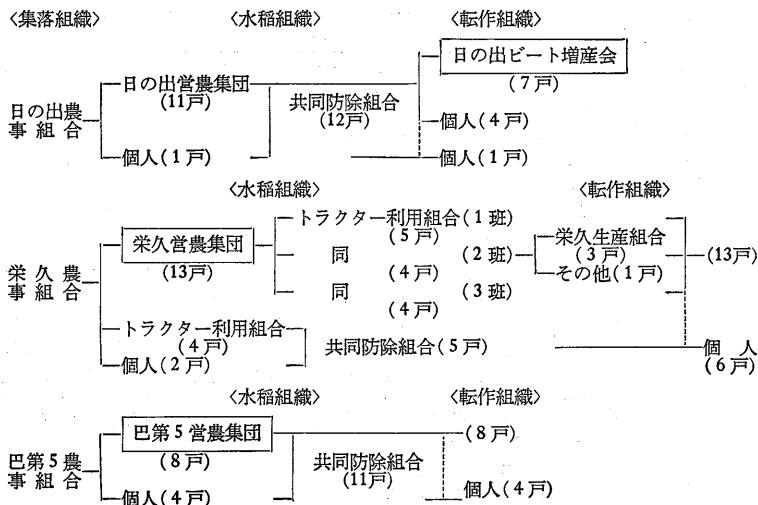 〈集落組織〉 〈水稲組織〉 〈転作組織〉
日の出ビート増産会
(7戸)
日の出営農集団
(11戸)
共同防除組合
(12戸)
日の出農
事組合
個人(4戸)
個人(1戸)
個人(1戸)
〈水稲組織〉 〈転作組織〉
トラクター利用組合(1班)
(5戸)
栄久営農集団
(13戸)
同 (2班)
(4戸)
栄久生産組合
(3戸)
その他(1戸)
(13戸)
同 (3班)
(4戸)
栄久農
事組合
トラクター利用組合
(4戸)
個人(2戸)
共同防除組合(5戸)
個人
(6戸)
〈水稲組織〉 〈転作組織〉
巴第5営農集団
(8戸)
(8戸)
巴第5農
事組合
共同防除組合
(11戸)
個人(4戸)
個人(4戸)